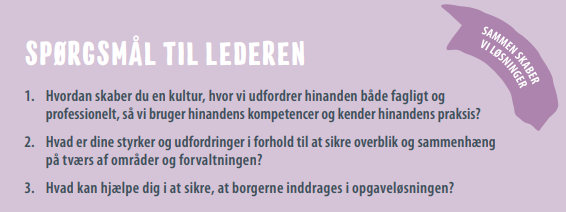 SPØRGSMÅL TIL LEDEREN
SAMMEN SKABER
VI LØSNINGER
1. Hvordan skaber du en kultur, hvor vi udfordrer hinanden både fagligt og
professionelt, så vi bruger hinandens kompetencer og kender hinandens praksis?
2. Hvad er dine styrker og udfordringer i forhold til at sikre overblik og sammenhæng
på tværs af områder og forvaltningen?
3. Hvad kan hjælpe dig i at sikre, at borgerne inddrages i opgaveløsningen?